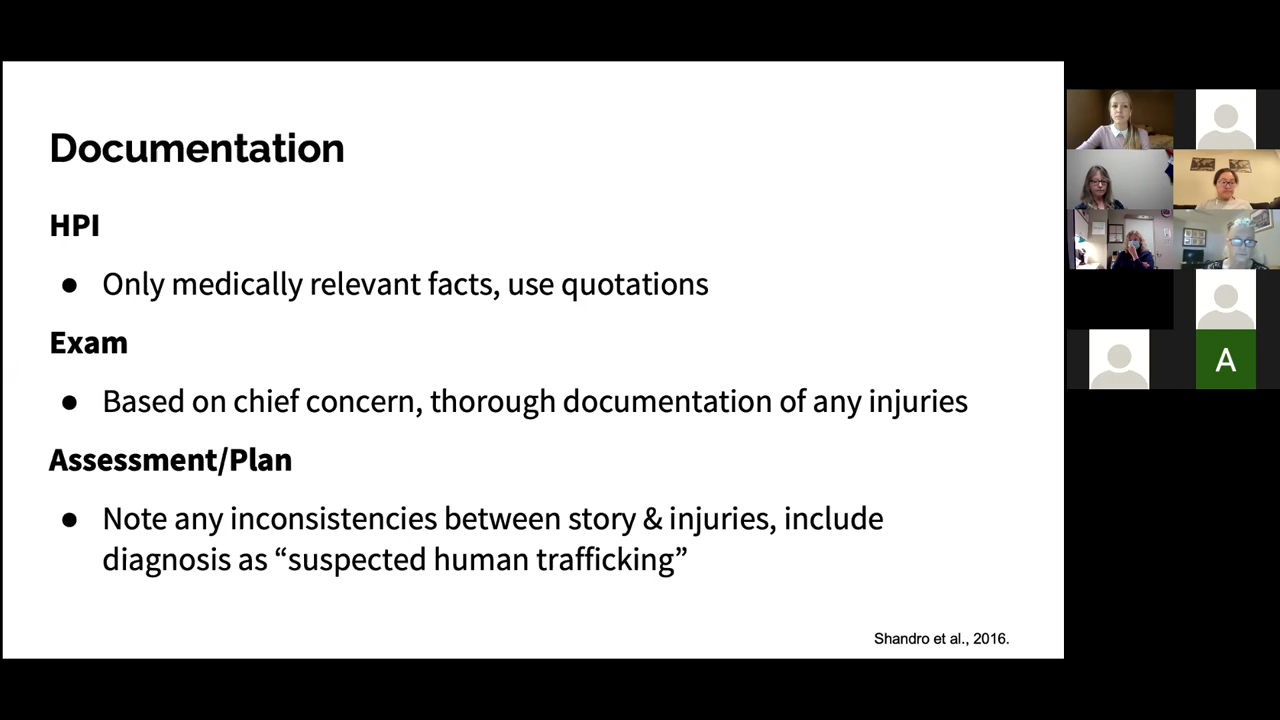 Documentation
HPI
● Only medically relevant facts, use quotations
Exam
● Based on chief concern, thorough documentation of any injuries
Assessment/Plan
● Note any inconsistencies between story & injuries, include
diagnosis as “suspected human trafficking”
Shandro et al., 2016.
A